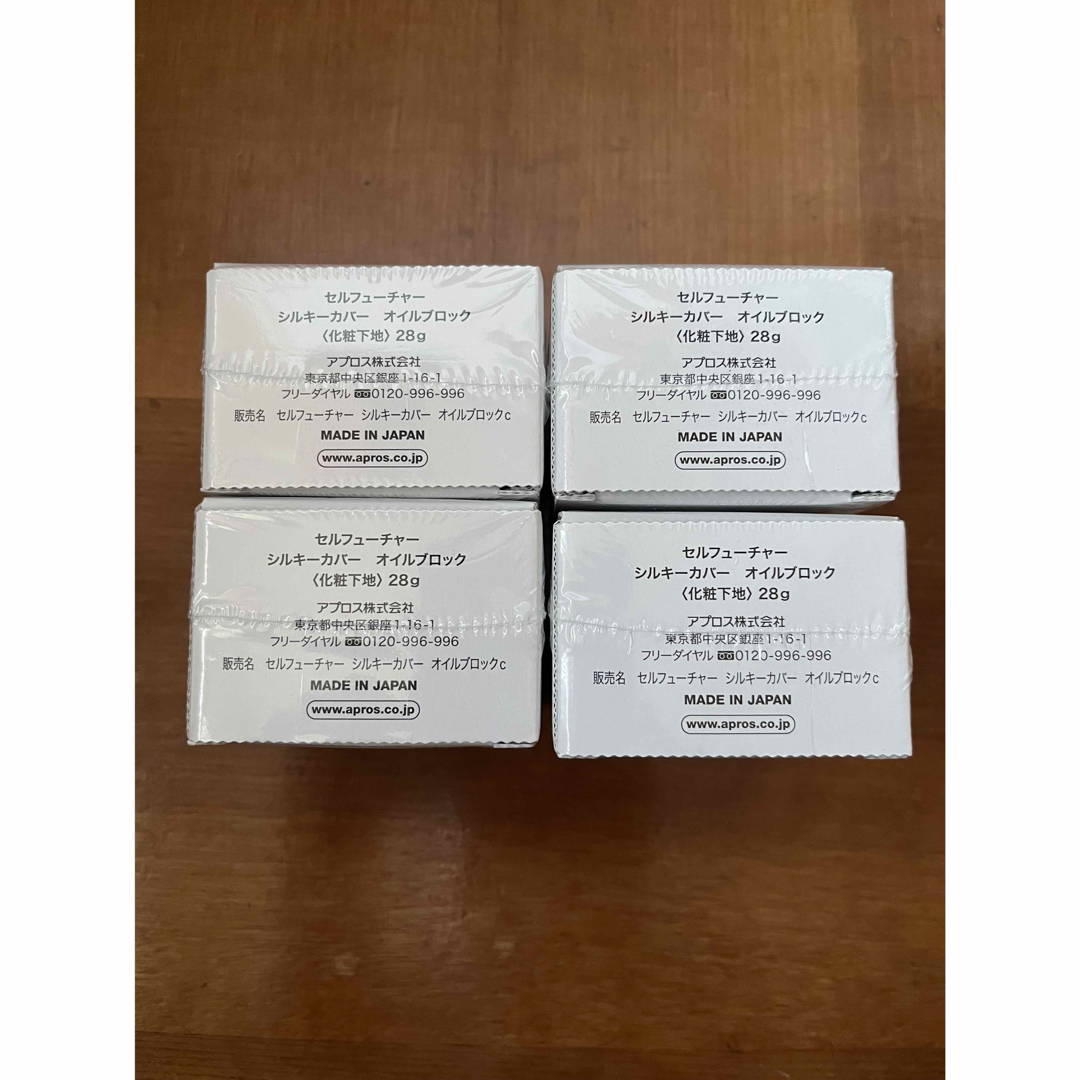 セルフューチャー
シルキーカバー　オイルブロック
〈化粧下地〉28g
アプロス株式会社
東京都中央区銀座1-16-1
フリーダイヤル 0120-996-996
販売名　セルフューチャー　シルキーカバー　オイルブロックc
MADE IN JAPAN
www.apros.co.jp
セルフューチャー
シルキーカバー　オイルブロック
〈化粧下地〉28g
アプロス株式会社
東京都中央区銀座1-16-1
フリーダイヤル 0120-996-996
販売名　セルフューチャー　シルキーカバー　オイルブロックc
MADE IN JAPAN
www.apros.co.jp
セルフューチャー
シルキーカバー　オイルブロック
〈化粧下地〉28g
アプロス株式会社
東京都中央区銀座1-16-1
フリーダイヤル 0120-996-996
販売名　セルフューチャー　シルキーカバー　オイルブロックc
MADE IN JAPAN
www.apros.co.jp
セルフューチャー
シルキーカバー　オイルブロック
〈化粧下地〉28g
アプロス株式会社
東京都中央区銀座1-16-1
フリーダイヤル 0120-996-996
販売名　セルフューチャー　シルキーカバー　オイルブロックc
MADE IN JAPAN
www.apros.co.jp